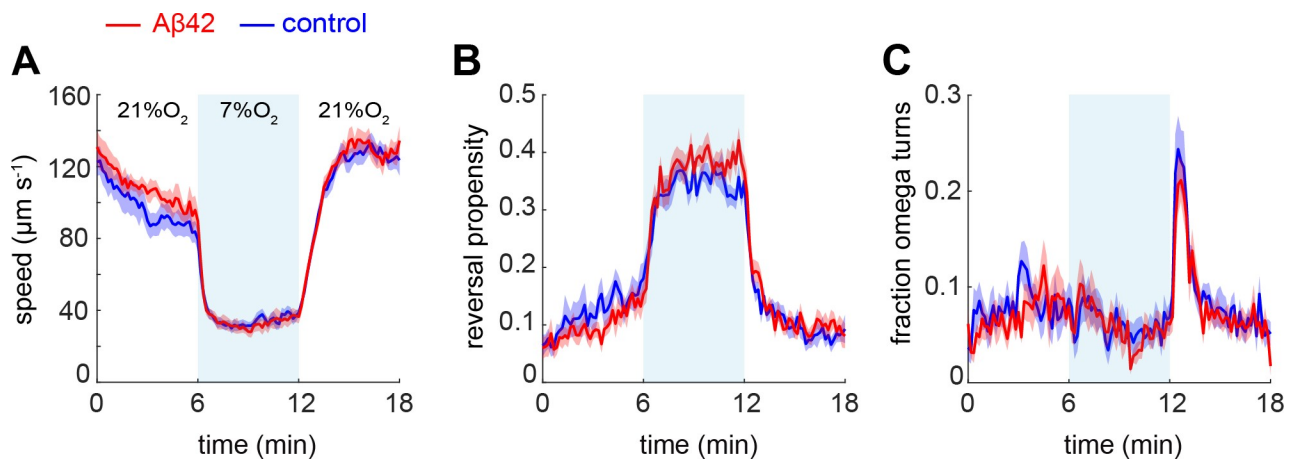 Aβ42 control
A
160
120
80
40
0
speed (µm s⁻¹)
21%O₂ 7%O₂ 21%O₂
0 6 12 18
time (min)
B
0.5
0.4
0.3
0.2
0.1
0
reversal propensity
0 6 12 18
time (min)
C
0.3
0.2
0.1
0
fraction omega turns
0 6 12 18
time (min)